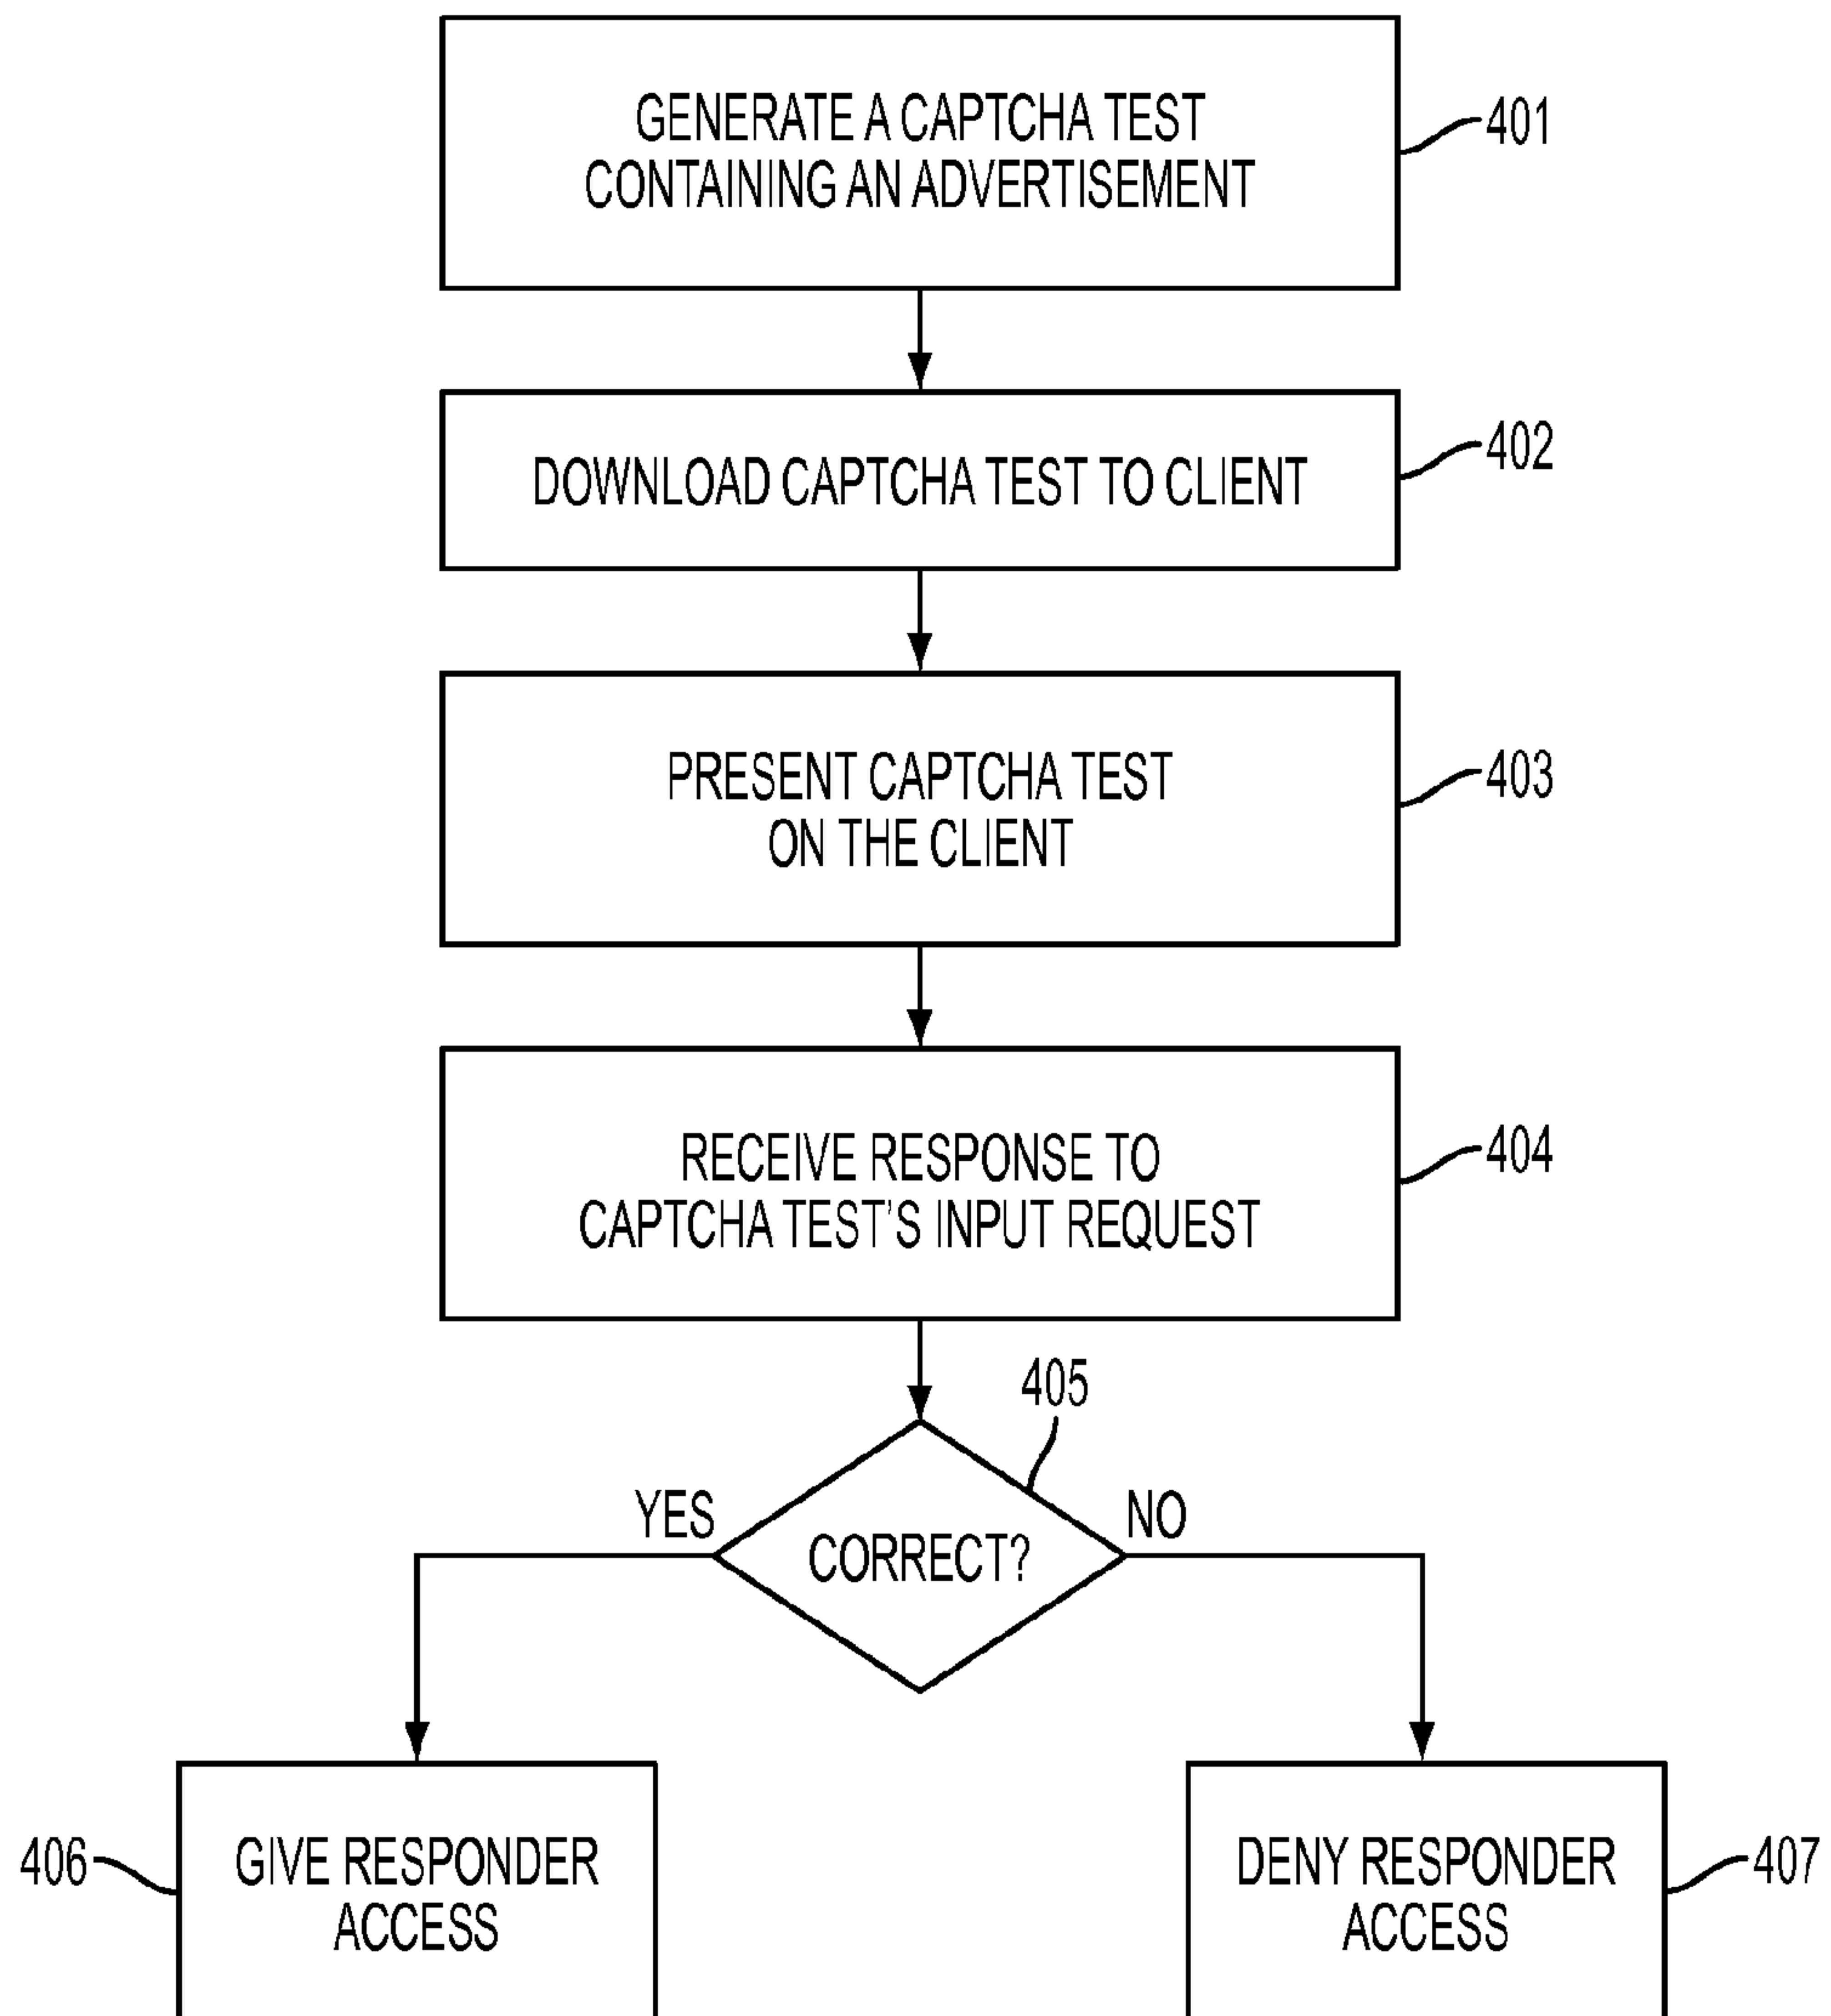 GENERATE A CAPTCHA TEST
CONTAINING AN ADVERTISEMENT
401
DOWNLOAD CAPTCHA TEST TO CLIENT
402
PRESENT CAPTCHA TEST
ON THE CLIENT
403
RECEIVE RESPONSE TO
CAPTCHA TEST'S INPUT REQUEST
404
405
YES
CORRECT?
NO
406
GIVE RESPONDER
ACCESS
DENY RESPONDER
ACCESS
407